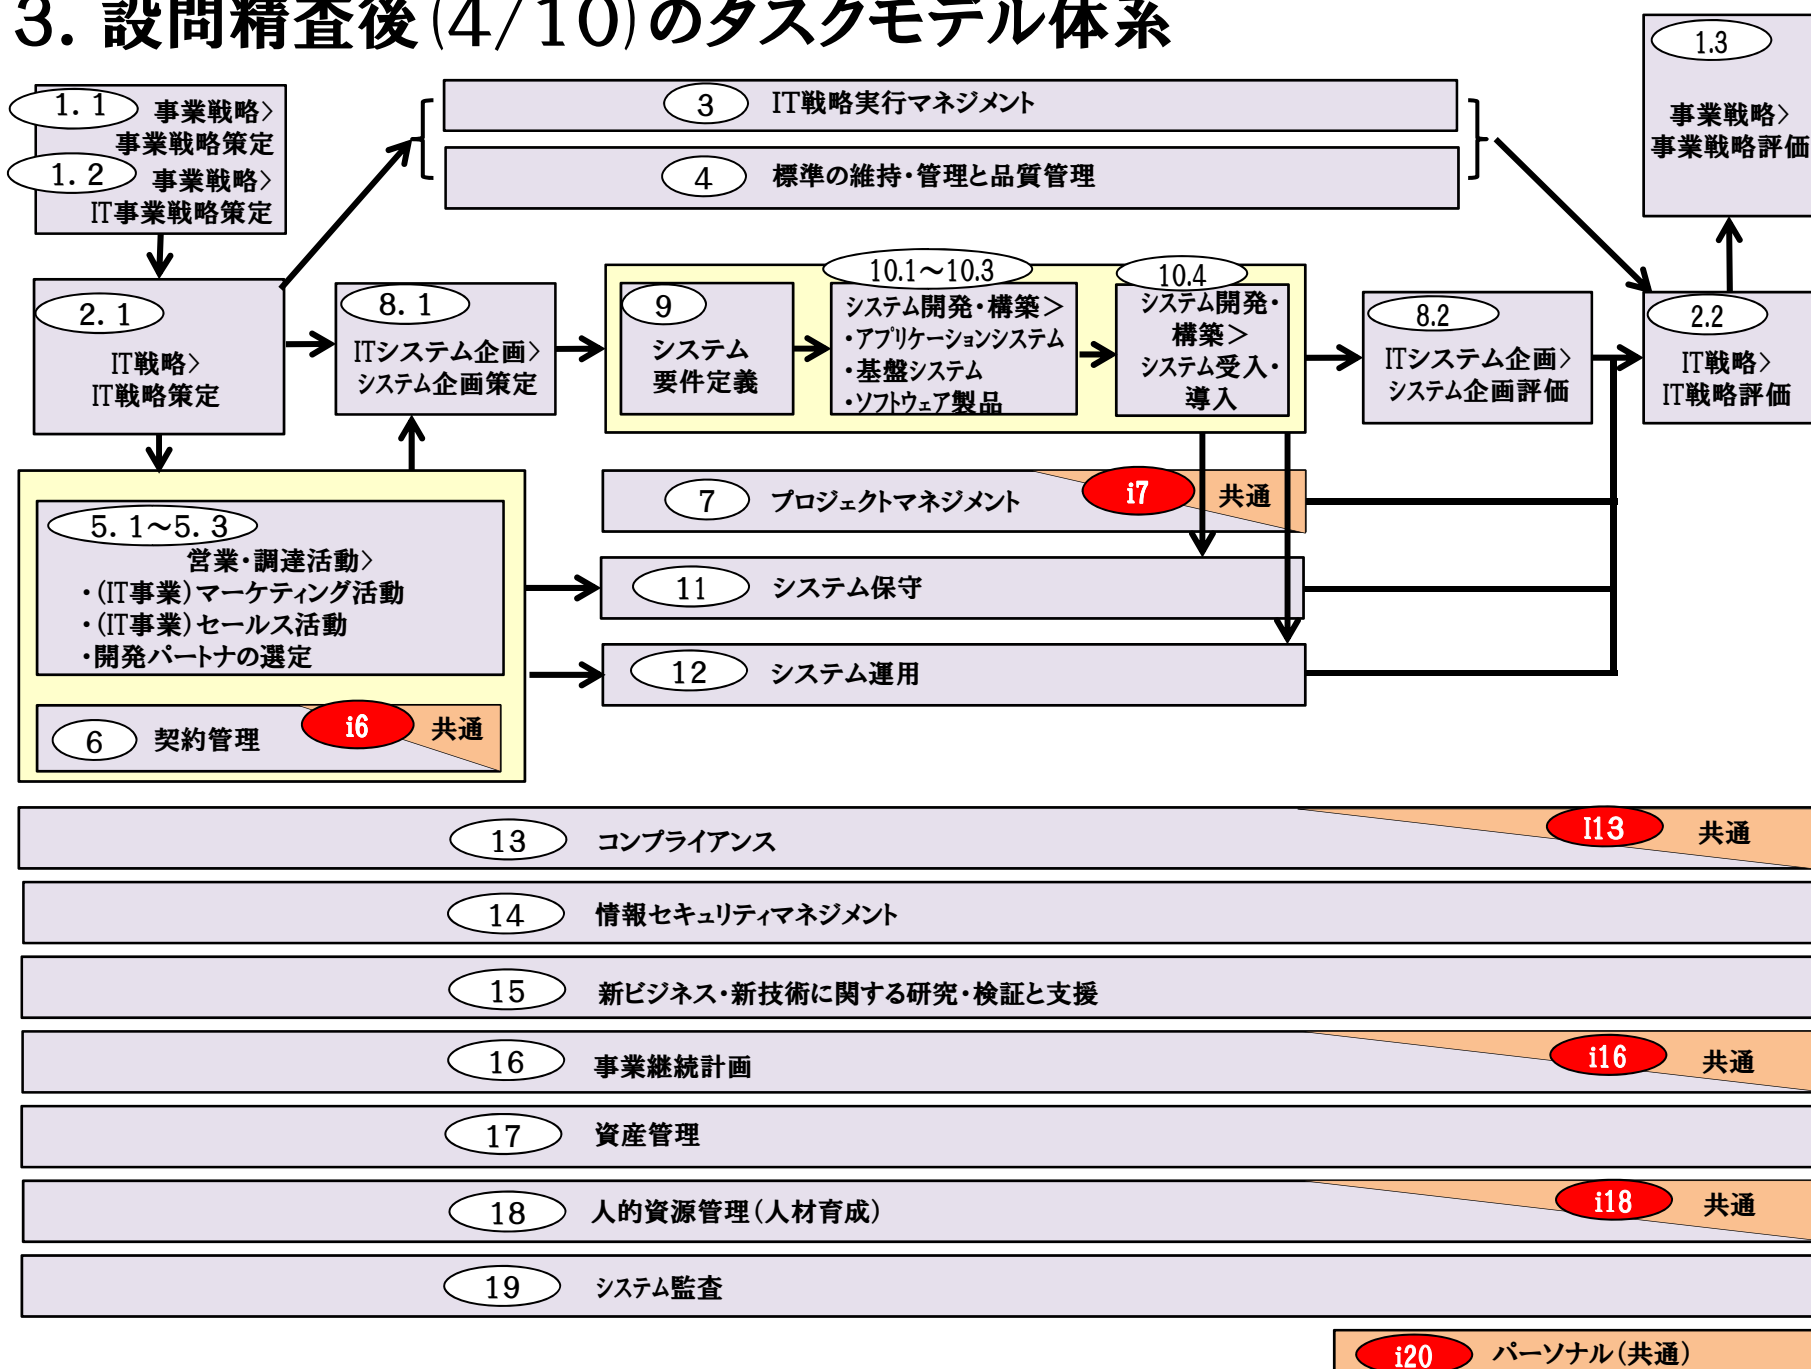 3. 設問精査後(4/10)のタスクモデル体系
1.1 事業戦略>
事業戦略策定
1.2 事業戦略>
IT事業戦略策定
3 IT戦略実行マネジメント
4 標準の維持・管理と品質管理
1.3
事業戦略>
事業戦略評価
2.1
IT戦略>
IT戦略策定
8.1
ITシステム企画>
システム企画策定
9
システム
要件定義
10.1～10.3
システム開発・構築>
・アプリケーションシステム
・基盤システム
・ソフトウェア製品
10.4
システム開発・
構築>
システム受入・
導入
8.2
ITシステム企画>
システム企画評価
2.2
IT戦略>
IT戦略評価
5.1～5.3
営業・調達活動>
・(IT事業)マーケティング活動
・(IT事業)セールス活動
・開発パートナの選定
6 契約管理 i6 共通
7 プロジェクトマネジメント i7 共通
11 システム保守
12 システム運用
13 コンプライアンス I13 共通
14 情報セキュリティマネジメント
15 新ビジネス・新技術に関する研究・検証と支援
16 事業継続計画 i16 共通
17 資産管理
18 人的資源管理(人材育成) i18 共通
19 システム監査
i20 パーソナル(共通)